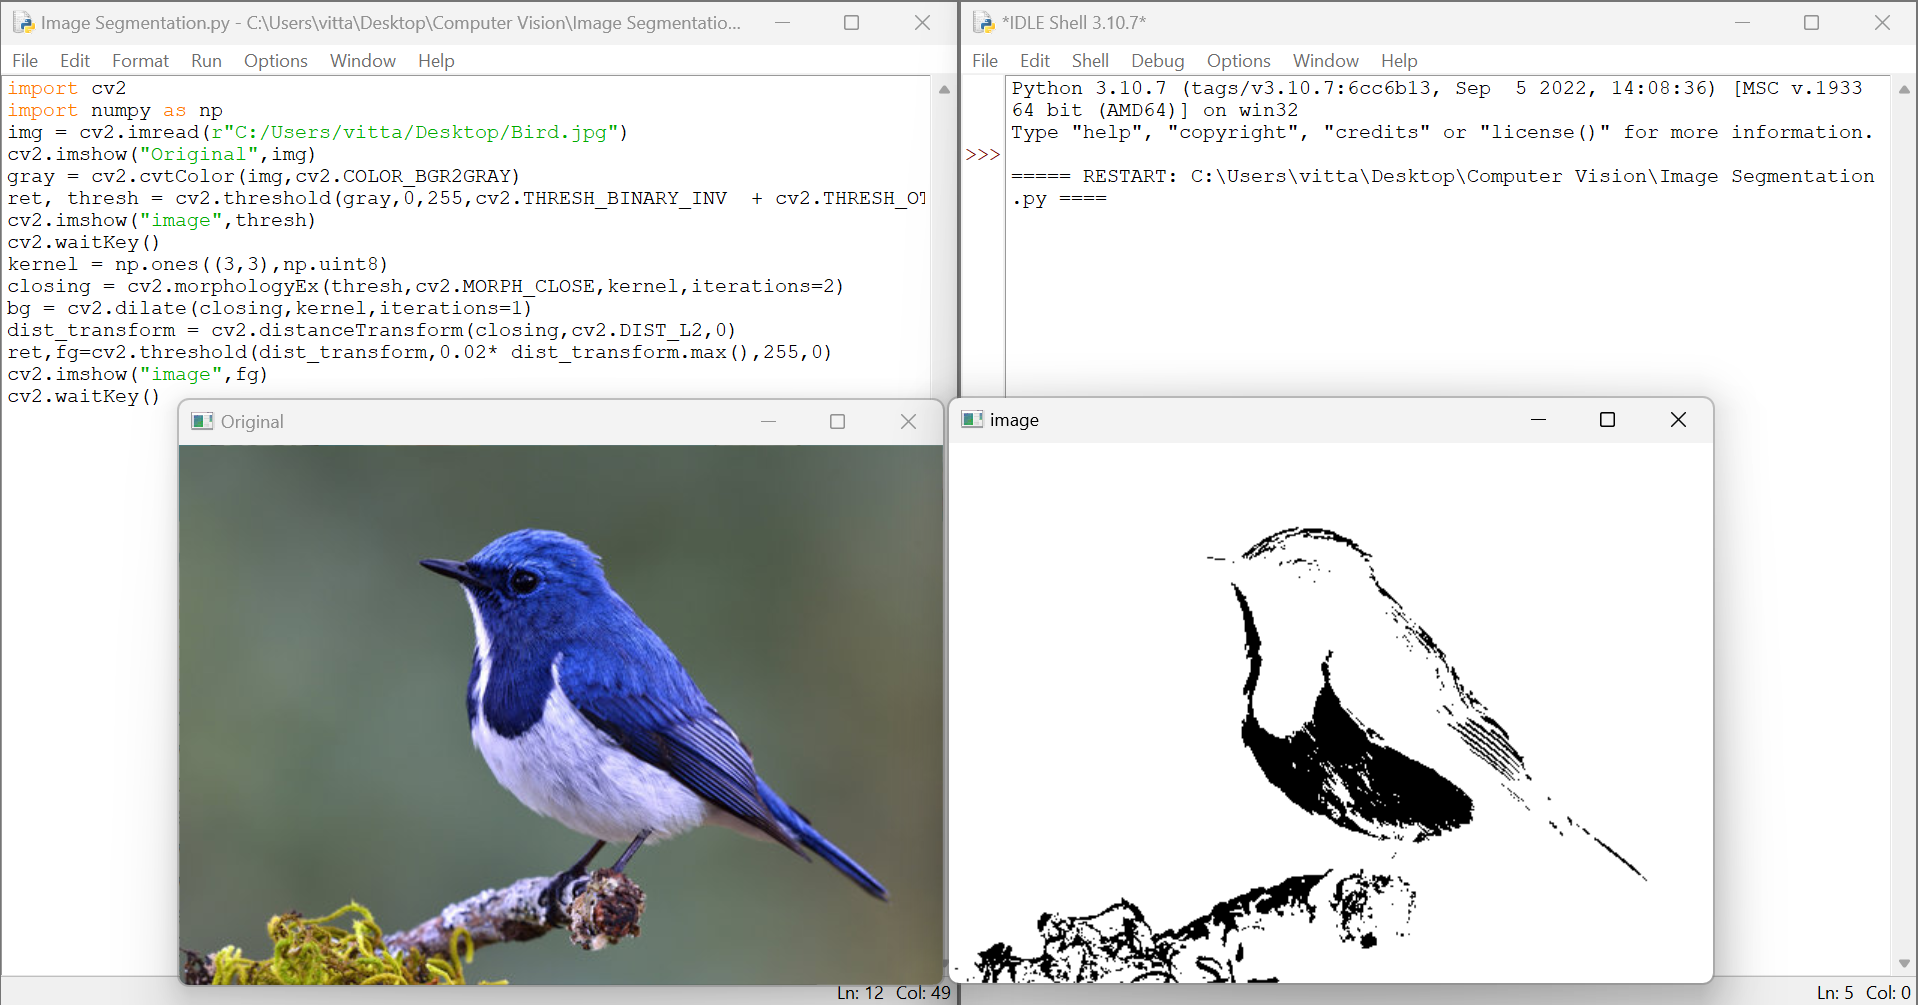 Image Segmentation.py - C:\Users\vitta\Desktop\Computer Vision\Image Segmentatio...
File Edit Format Run Options Window Help
import cv2
import numpy as np
img = cv2.imread(r"C:/Users/vitta/Desktop/Bird.jpg")
cv2.imshow("Original",img)
gray = cv2.cvtColor(img,cv2.COLOR_BGR2GRAY)
ret, thresh = cv2.threshold(gray,0,255,cv2.THRESH_BINARY_INV  + cv2.THRESH_OT
cv2.imshow("image",thresh)
cv2.waitKey()
kernel = np.ones((3,3),np.uint8)
closing = cv2.morphologyEx(thresh,cv2.MORPH_CLOSE,kernel,iterations=2)
bg = cv2.dilate(closing,kernel,iterations=1)
dist_transform = cv2.distanceTransform(closing,cv2.DIST_L2,0)
ret,fg=cv2.threshold(dist_transform,0.02* dist_transform.max(),255,0)
cv2.imshow("image",fg)
cv2.waitKey()
Ln: 12 Col: 49
*IDLE Shell 3.10.7*
File Edit Shell Debug Options Window Help
Python 3.10.7 (tags/v3.10.7:6cc6b13, Sep  5 2022, 14:08:36) [MSC v.1933
64 bit (AMD64)] on win32
Type "help", "copyright", "credits" or "license()" for more information.
>>>
===== RESTART: C:\Users\vitta\Desktop\Computer Vision\Image Segmentation
.py ====
Ln: 5 Col: 0
Original
image